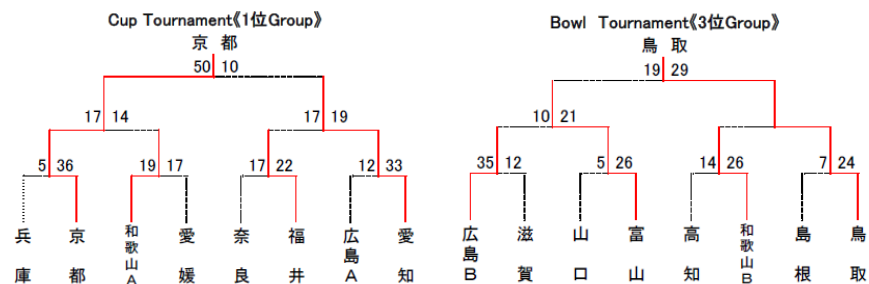 Cup Tournament《1位Group》
京都
50 10
17 14 17 19
5 36 19 17 17 22 12 33
兵庫 京都 和歌山A 愛媛 奈良 福井 広島A 愛知
Bowl Tournament《3位Group》
鳥取
19 29
10 21
35 12 5 26 14 26 7 24
広島B 滋賀 山口 富山 高知 和歌山B 島根 鳥取